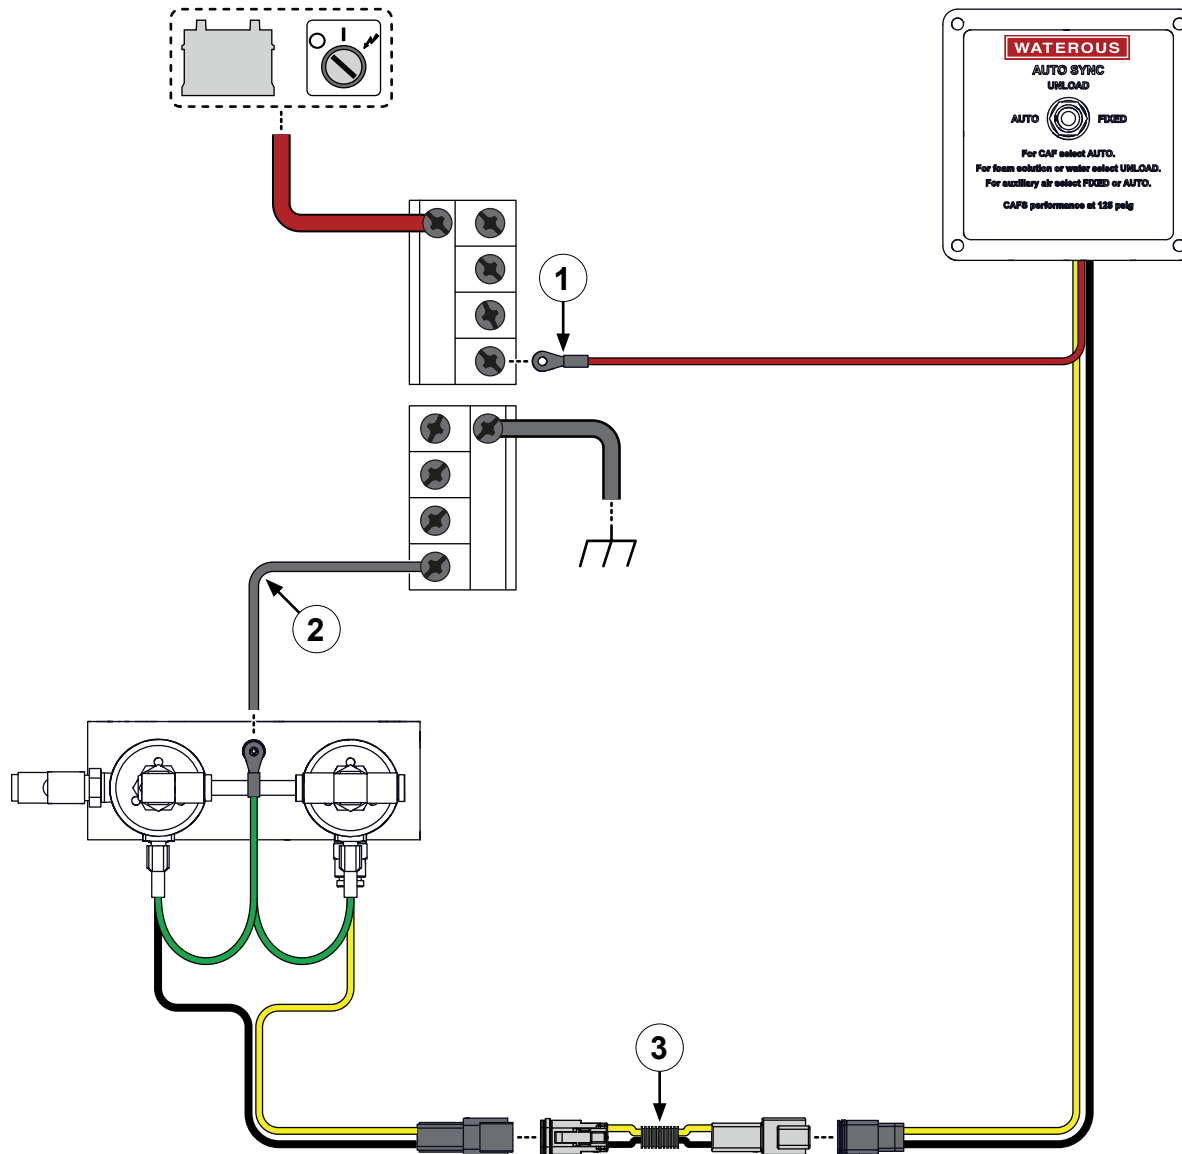 WATEROUS
AUTO SYNC
UNLOAD
AUTO FIXED
For CAF select AUTO.
For foam solution or water select UNLOAD.
For auxiliary air select FIXED or AUTO.
CAFS performance at 125 psig
1
2
3